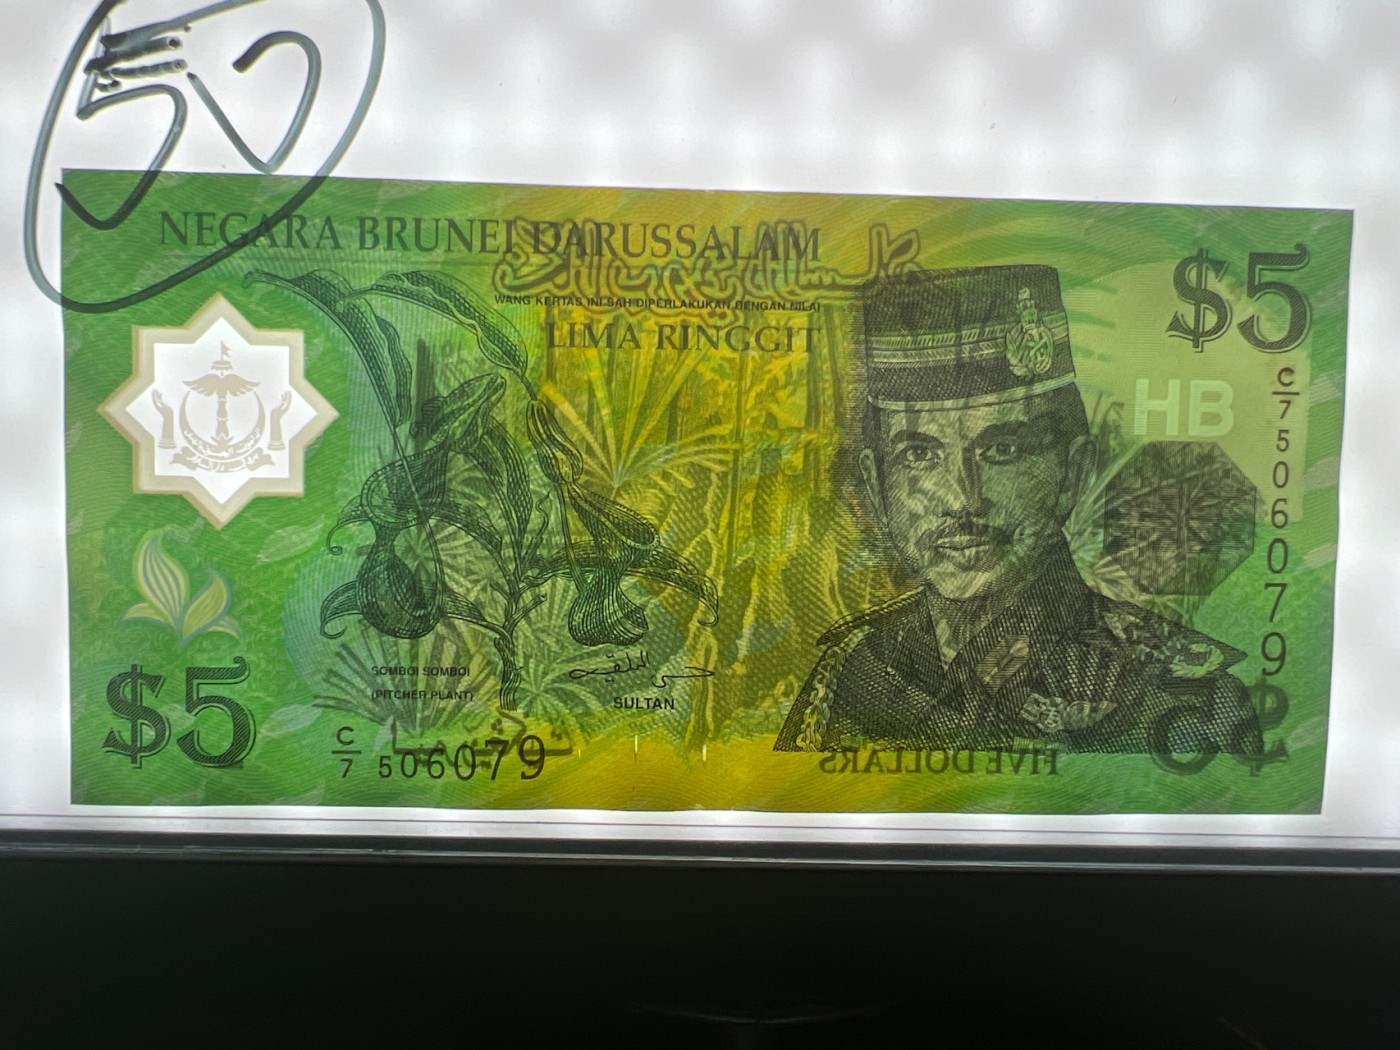 50
NEGARA BRUNEI DARUSSALAM
WANG KERTAS INI SAH DIPERLAKUKAN DENGAN NILAI
LIMA RINGGIT
$5
HB
C/7 506079
SOMBOI SOMBOI
(PITCHER PLANT)
SULTAN
$5
C/7 506079
FIVE DOLLARS